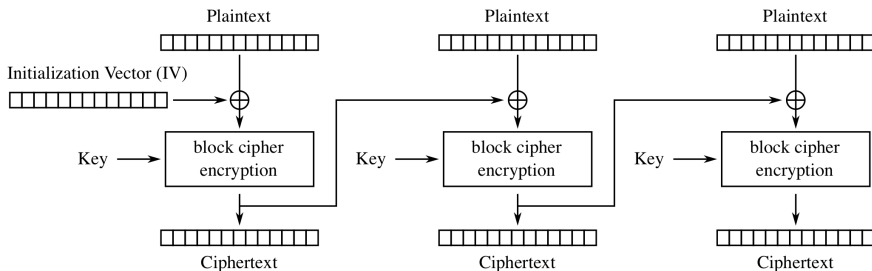 Plaintext
Plaintext
Plaintext
Initialization Vector (IV)
Key
block cipher
encryption
Key
block cipher
encryption
Key
block cipher
encryption
Ciphertext
Ciphertext
Ciphertext